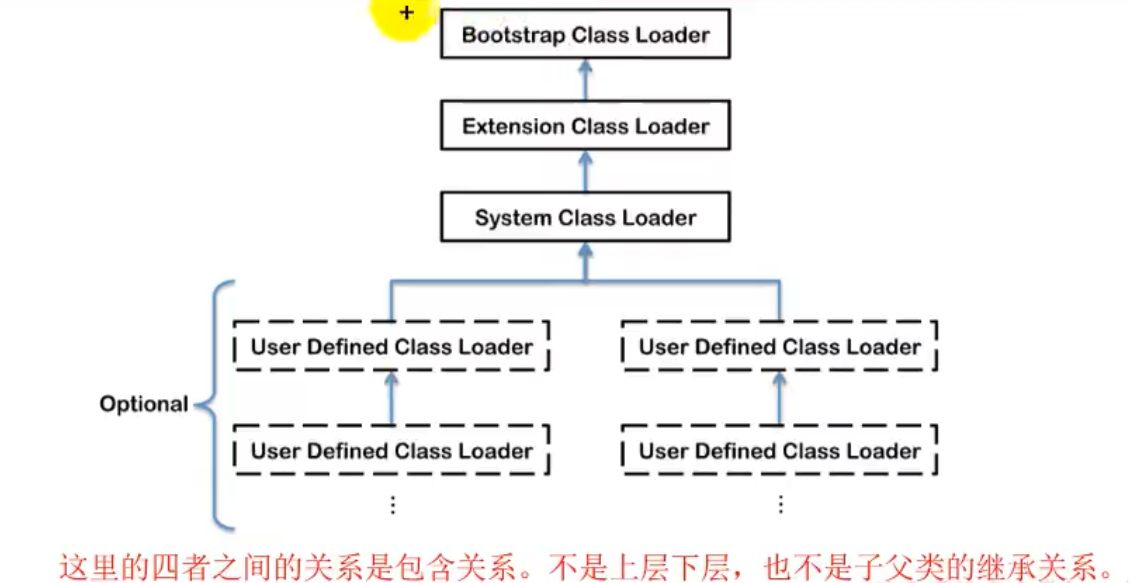 Bootstrap Class Loader
Extension Class Loader
System Class Loader
User Defined Class Loader
User Defined Class Loader
Optional
User Defined Class Loader
User Defined Class Loader
这里的四者之间的关系是包含关系。不是上层下层，也不是子父类的继承关系。